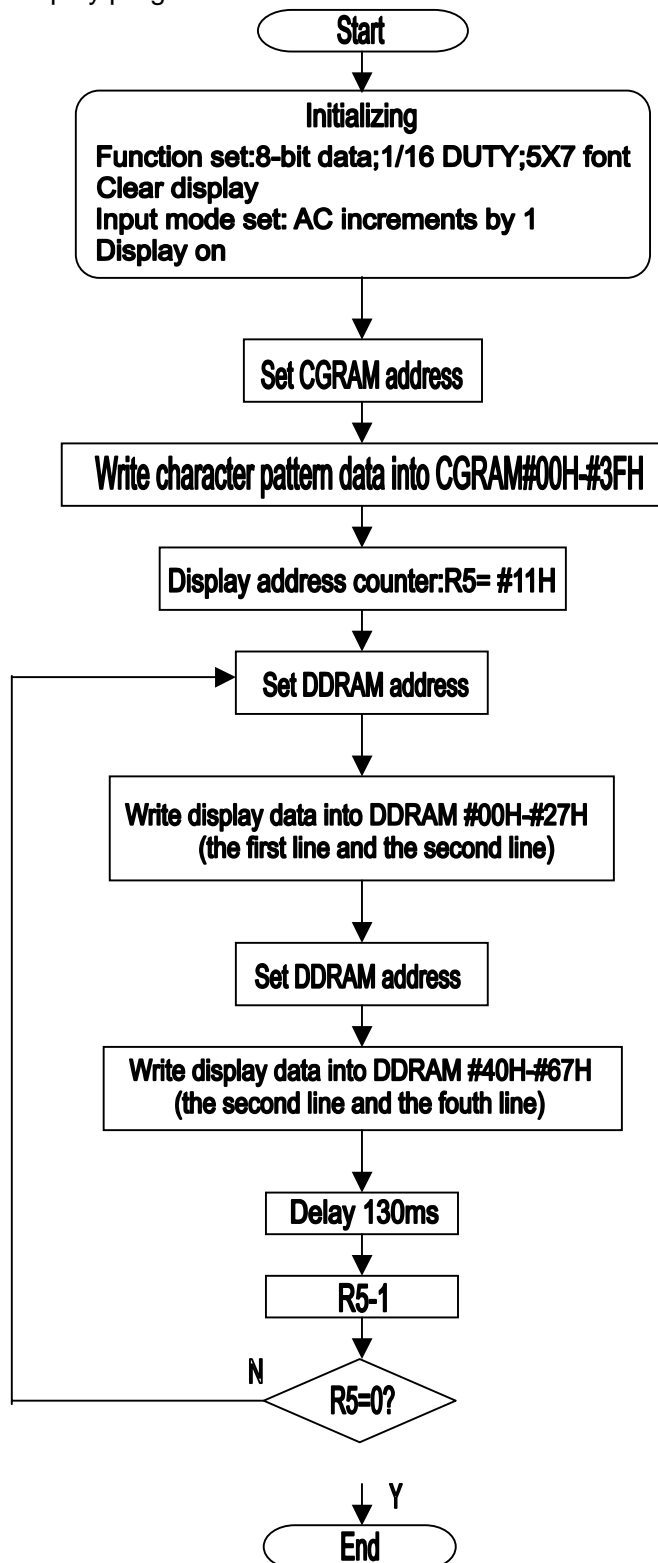 Start
Initializing
Function set:8-bit data;1/16 DUTY;5X7 font
Clear display
Input mode set: AC increments by 1
Display on
Set CGRAM address
Write character pattern data into CGRAM#00H-#3FH
Display address counter:R5= #11H
Set DDRAM address
Write display data into DDRAM #00H-#27H
(the first line and the second line)
Set DDRAM address
Write display data into DDRAM #40H-#67H
(the second line and the fouth line)
Delay 130ms
R5-1
N
R5=0?
Y
End